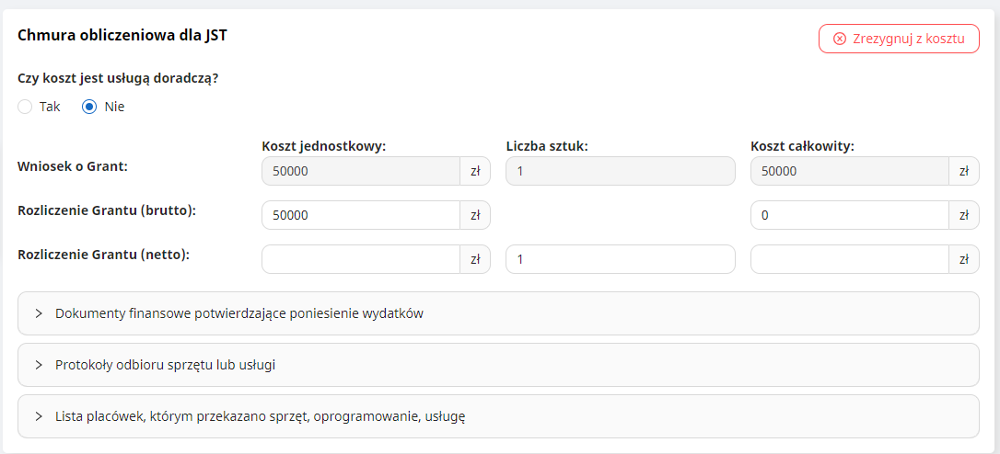 Chmura obliczeniowa dla JST
Zrezygnuj z kosztu
Czy koszt jest usługą doradczą?
Tak Nie
Koszt jednostkowy: Liczba sztuk: Koszt całkowity:
Wniosek o Grant: 50000 zł 1 50000 zł
Rozliczenie Grantu (brutto): 50000 zł 0 zł
Rozliczenie Grantu (netto): zł 1 zł
Dokumenty finansowe potwierdzające poniesienie wydatków
Protokoły odbioru sprzętu lub usługi
Lista placówek, którym przekazano sprzęt, oprogramowanie, usługę